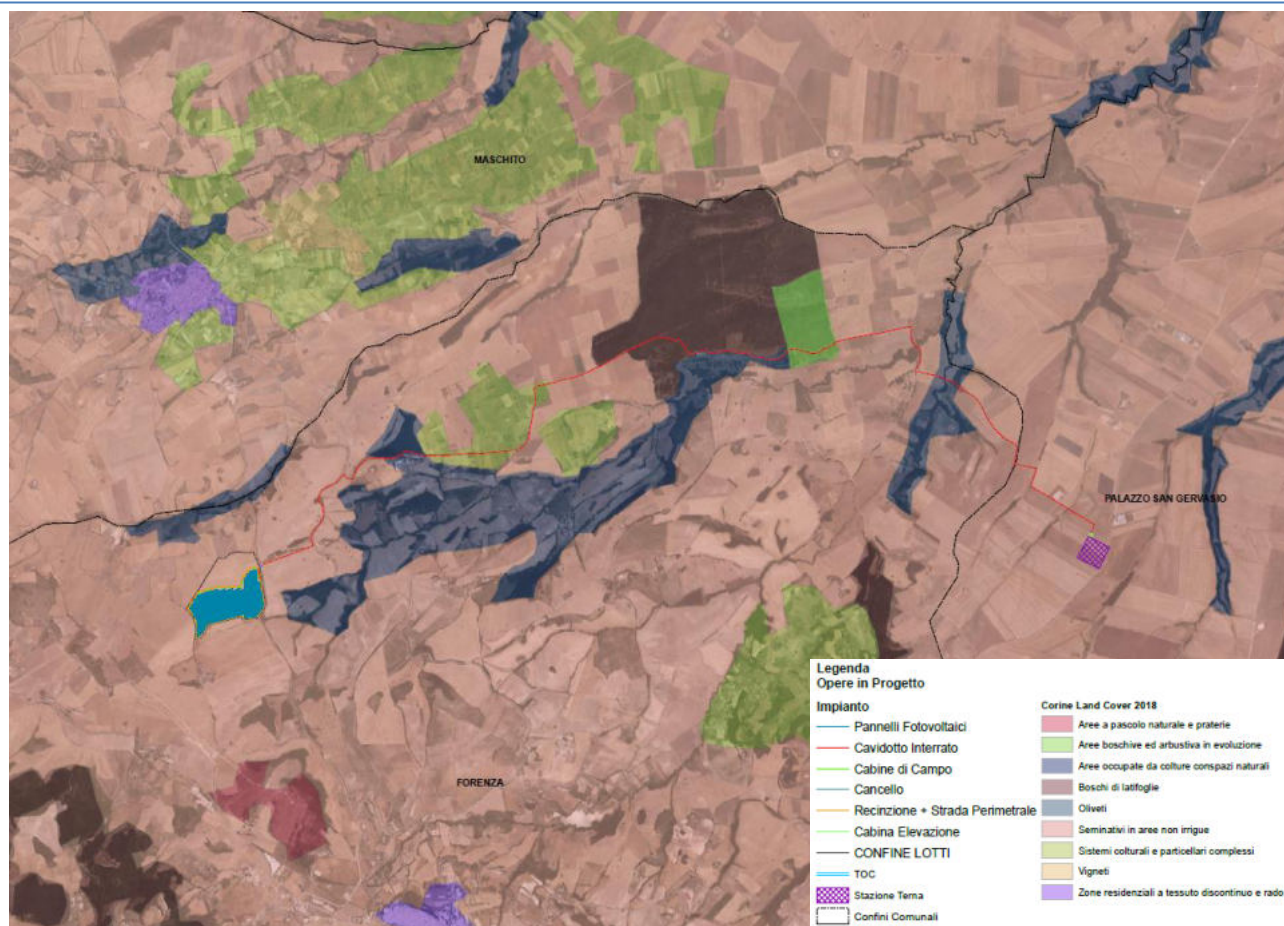 MASCHITO
PALAZZO SAN GERVASIO
FORENZA
Legenda
Opere in Progetto
Impianto
Pannelli Fotovoltaici
Cavidotto Interrato
Cabine di Campo
Cancello
Recinzione + Strada Perimetrale
Cabina Elevazione
CONFINE LOTTI
TOC
Stazione Terna
Confini Comunali
Corine Land Cover 2018
Aree a pascolo naturale e praterie
Aree boschive ed arbustiva in evoluzione
Aree occupate da colture conspazi naturali
Boschi di latifoglie
Oliveti
Seminativi in aree non irrigue
Sistemi colturali e particellari complessi
Vigneti
Zone residenziali a tessuto discontinuo e rado